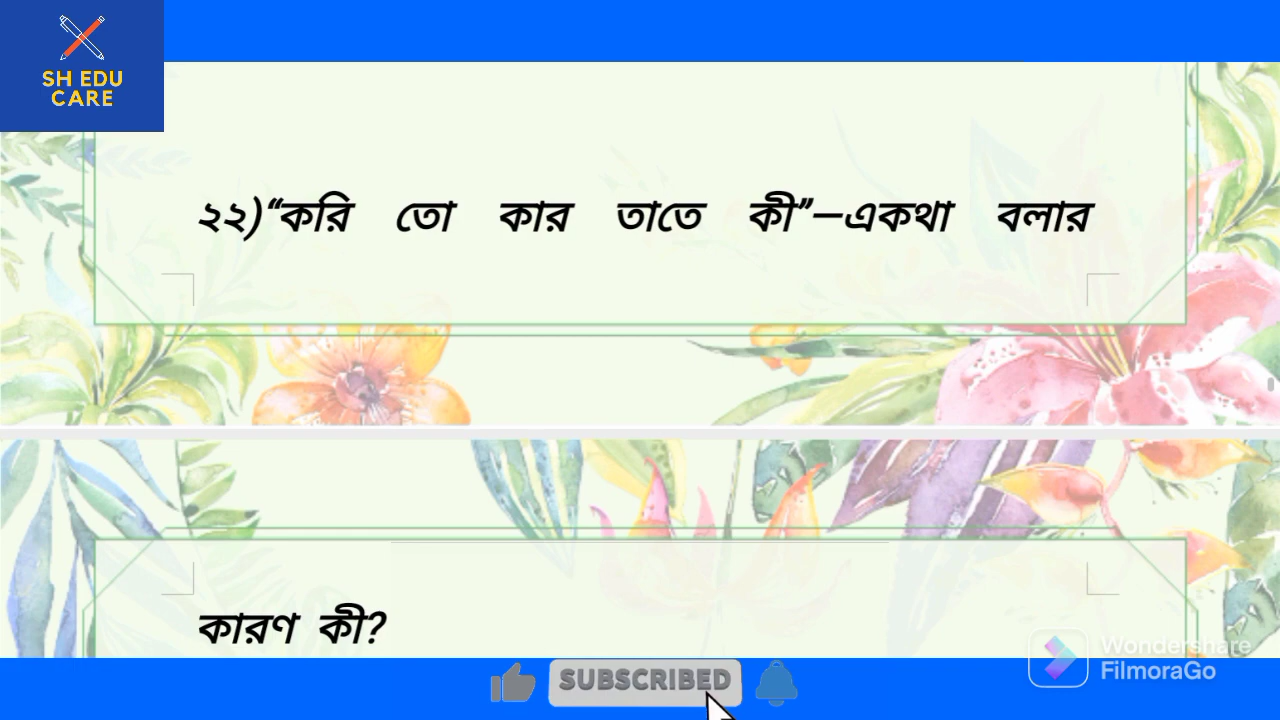 SH EDU
CARE
২২)“করি তো কার তাতে কী”—একথা বলার
কারণ কী?
Wondershare
FilmoraGo
SUBSCRIBED